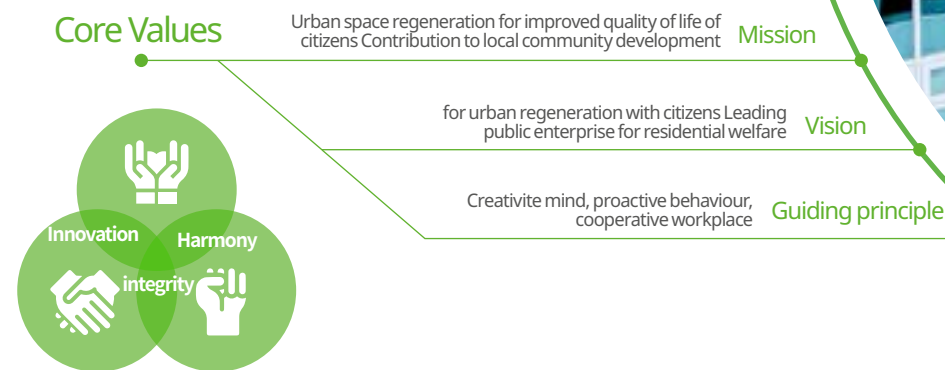 Core Values
Urban space regeneration for improved quality of life of
citizens Contribution to local community development
Mission
for urban regeneration with citizens Leading
public enterprise for residential welfare
Vision
Creativite mind, proactive behaviour,
cooperative workplace
Guiding principle
Innovation
Harmony
integrity